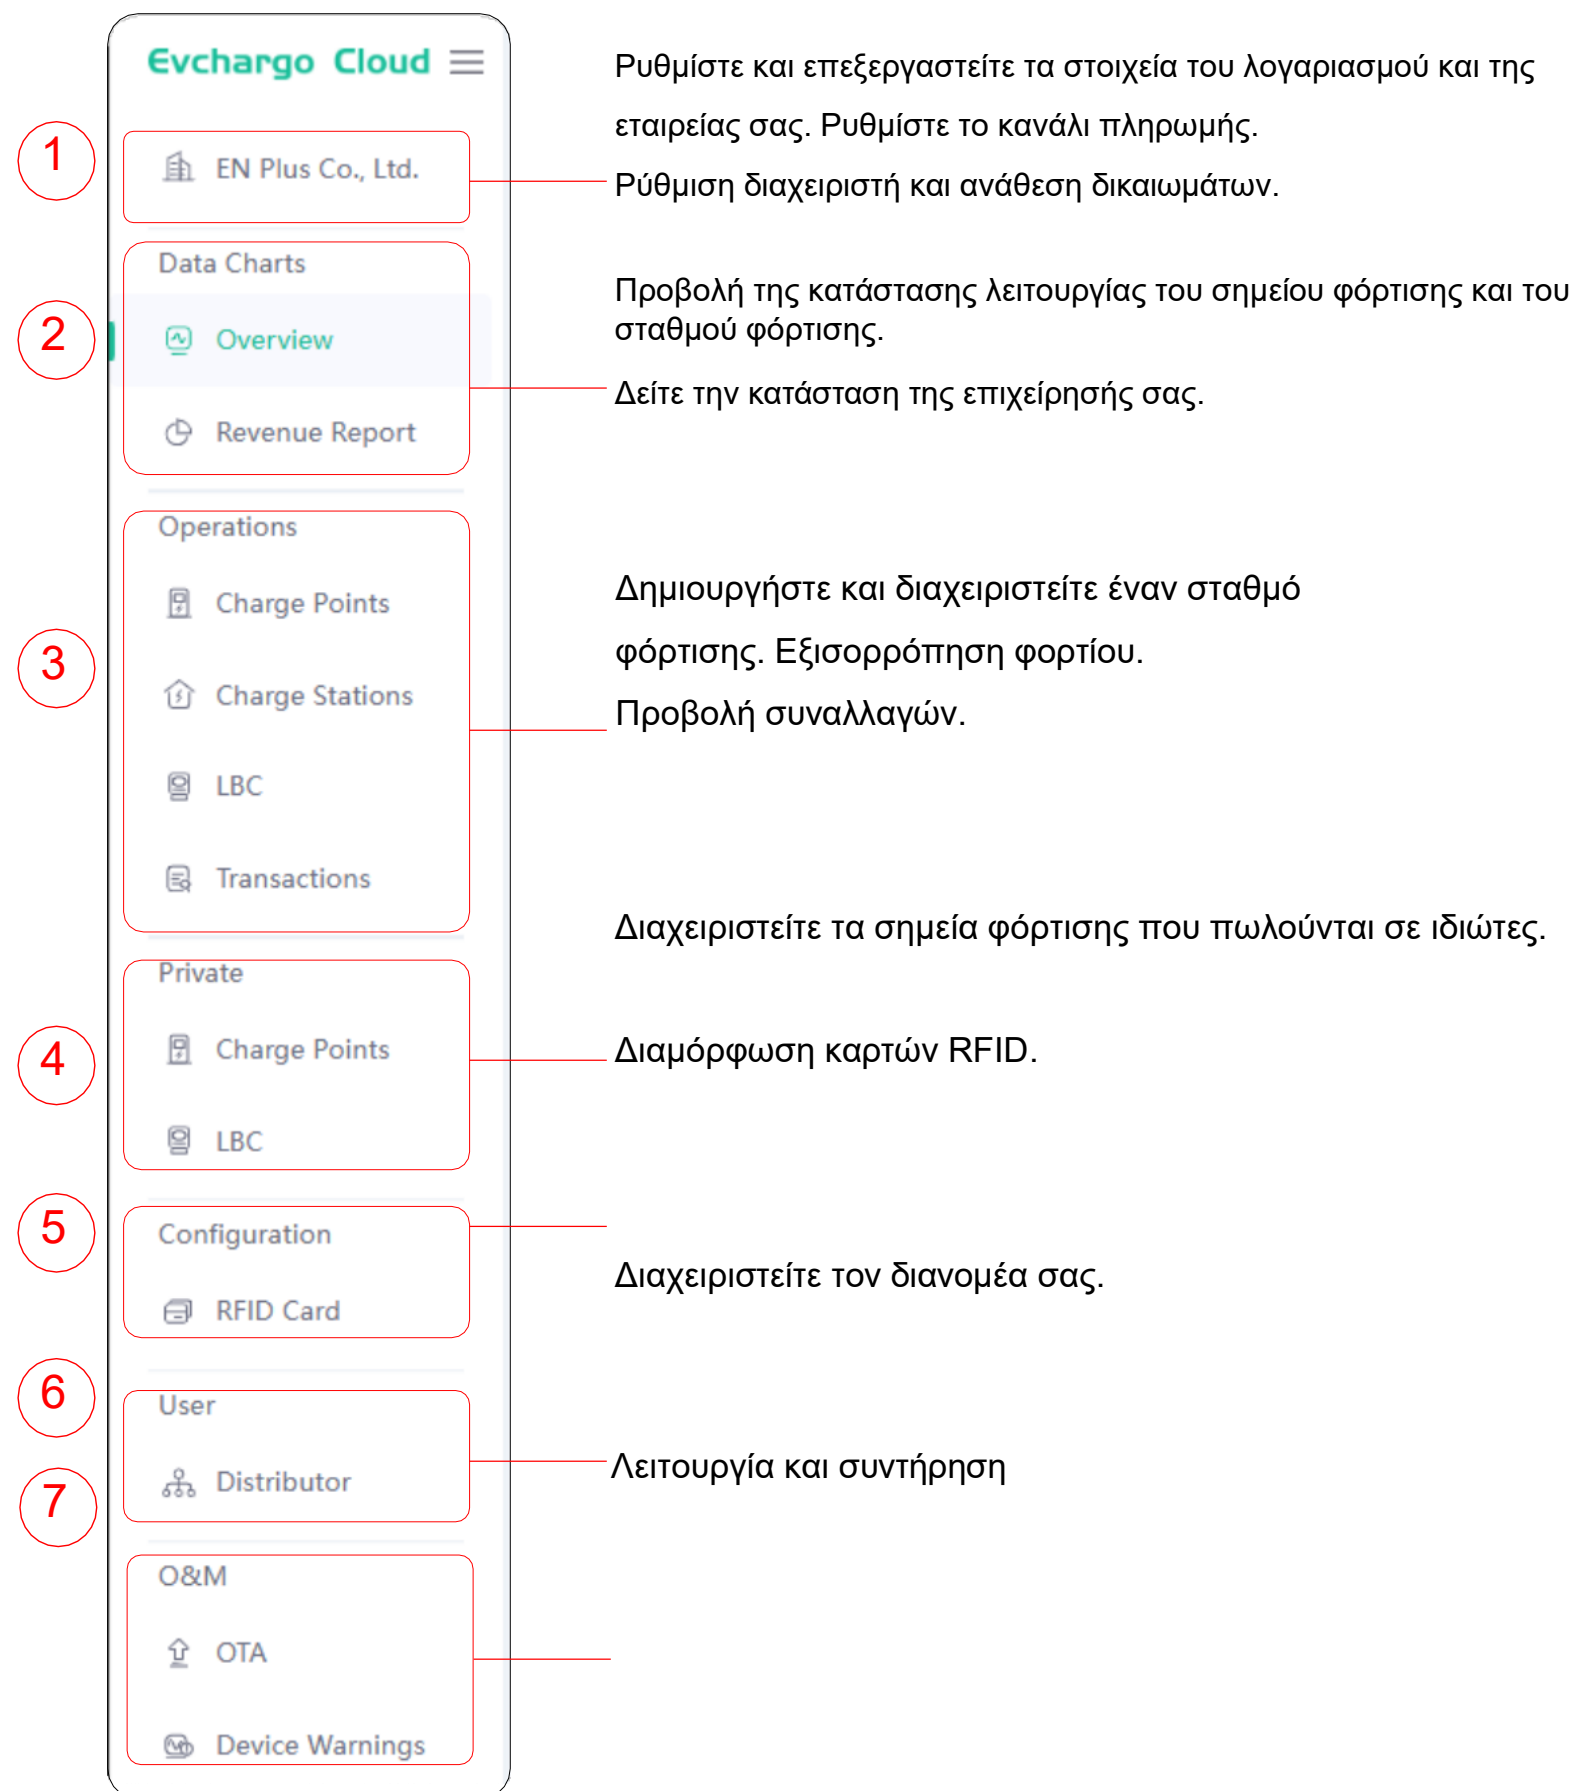 Evchargo Cloud
1
EN Plus Co., Ltd.
Ρυθμίστε και επεξεργαστείτε τα στοιχεία του λογαριασμού και της
εταιρείας σας. Ρυθμίστε το κανάλι πληρωμής.
Ρύθμιση διαχειριστή και ανάθεση δικαιωμάτων.
2
Data Charts
Overview
Revenue Report
Προβολή της κατάστασης λειτουργίας του σημείου φόρτισης και του
σταθμού φόρτισης.
Δείτε την κατάσταση της επιχείρησής σας.
3
Operations
Charge Points
Charge Stations
LBC
Transactions
Δημιουργήστε και διαχειριστείτε έναν σταθμό
φόρτισης. Εξισορρόπηση φορτίου.
Προβολή συναλλαγών.
Διαχειριστείτε τα σημεία φόρτισης που πωλούνται σε ιδιώτες.
4
Private
Charge Points
LBC
Διαμόρφωση καρτών RFID.
5
Configuration
RFID Card
Διαχειριστείτε τον διανομέα σας.
6
User
Distributor
Λειτουργία και συντήρηση
7
O&M
OTA
Device Warnings